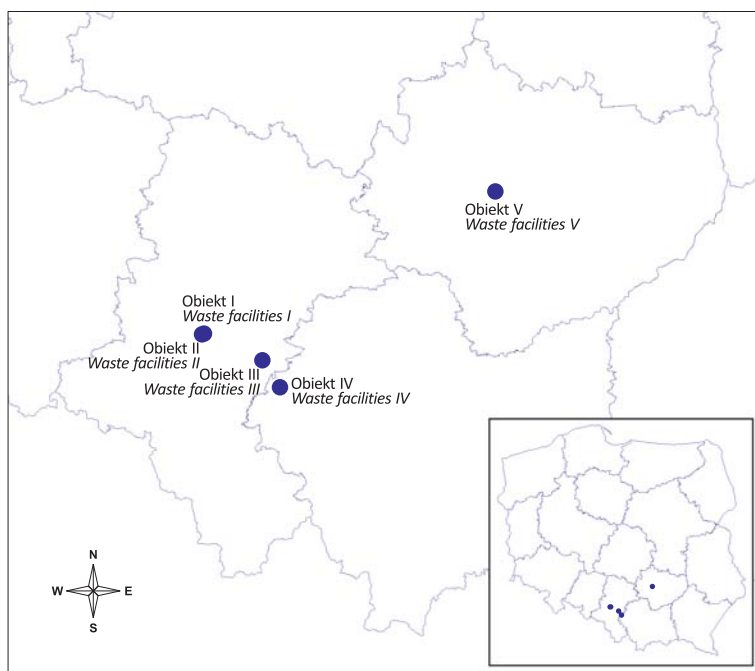 Obiekt V
Waste facilities V
Obiekt I
Waste facilities I
Obiekt II
Waste facilities II
Obiekt III
Waste facilities III
Obiekt IV
Waste facilities IV
N
W E
S